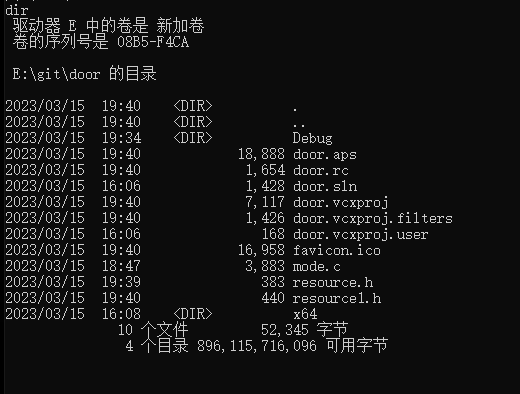 dir
 驱动器 E 中的卷是 新加卷
 卷的序列号是 08B5-F4CA

 E:\git\door 的目录

2023/03/15  19:40    <DIR>          .
2023/03/15  19:40    <DIR>          ..
2023/03/15  19:34    <DIR>          Debug
2023/03/15  19:40            18,888 door.aps
2023/03/15  19:40             1,654 door.rc
2023/03/15  16:06             1,428 door.sln
2023/03/15  19:40             7,117 door.vcxproj
2023/03/15  19:40             1,426 door.vcxproj.filters
2023/03/15  16:06               168 door.vcxproj.user
2023/03/15  19:40            16,958 favicon.ico
2023/03/15  18:47             3,883 mode.c
2023/03/15  19:39               383 resource.h
2023/03/15  19:40               440 resource1.h
2023/03/15  16:08    <DIR>          x64
              10 个文件         52,345 字节
               4 个目录 896,115,716,096 可用字节